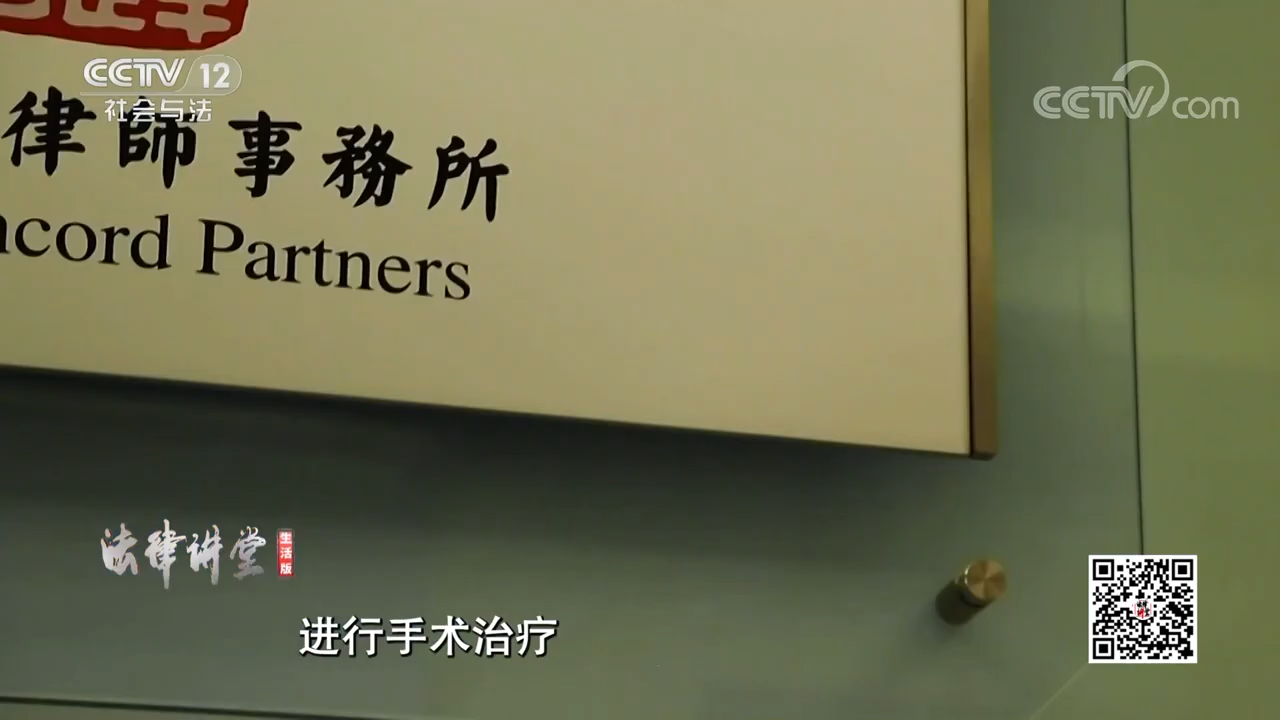 CCTV 12
社会与法
CCTV.com
律師事務所
ncord Partners
法律讲堂
生活版
进行手术治疗